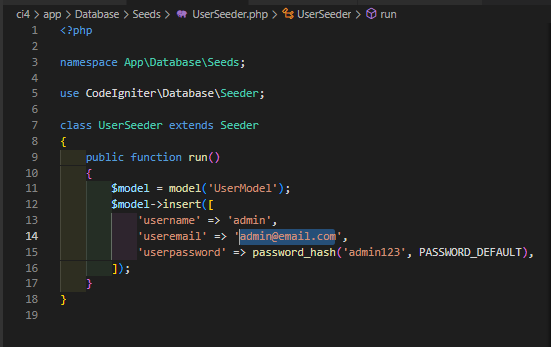 ci4 > app > Database > Seeds > UserSeeder.php > UserSeeder > run
1 <?php
2
3 namespace App\Database\Seeds;
4
5 use CodeIgniter\Database\Seeder;
6
7 class UserSeeder extends Seeder
8 {
9 public function run()
10 {
11 $model = model('UserModel');
12 $model->insert([
13 'username' => 'admin',
14 'useremail' => 'admin@email.com',
15 'userpassword' => password_hash('admin123', PASSWORD_DEFAULT),
16 ]);
17 }
18 }
19